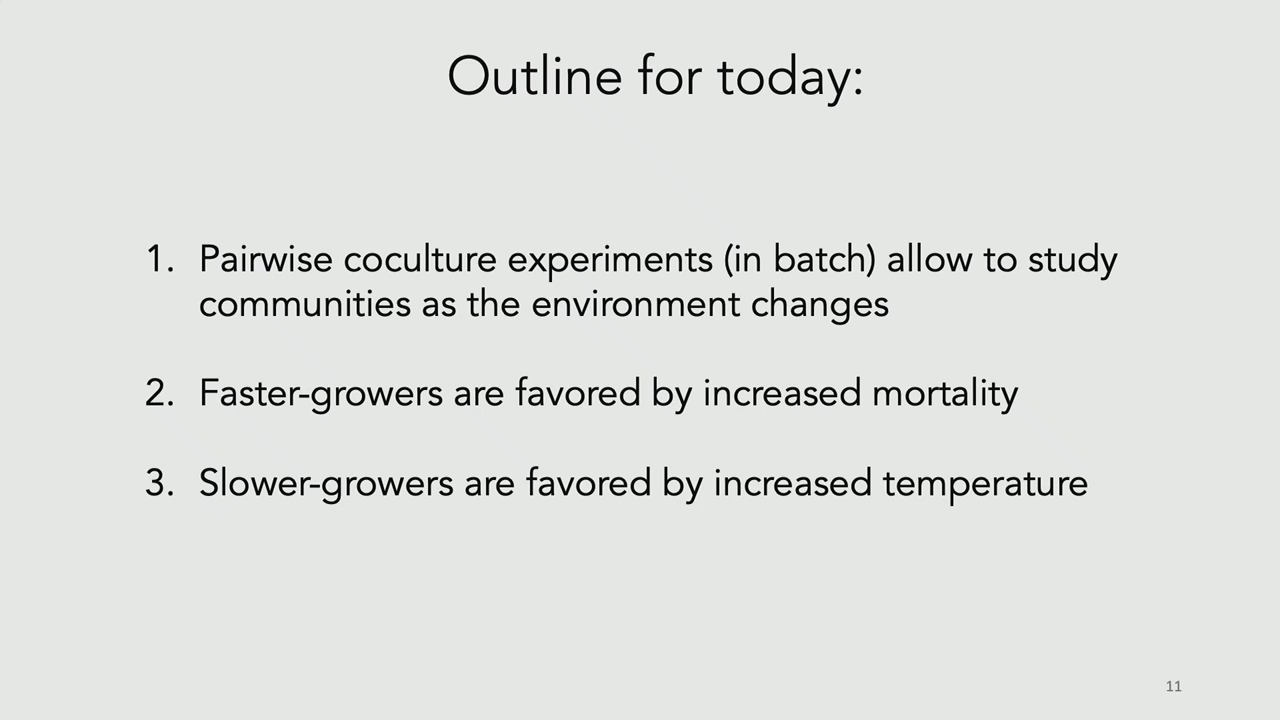 Outline for today:
1. Pairwise coculture experiments (in batch) allow to study
communities as the environment changes
2. Faster-growers are favored by increased mortality
3. Slower-growers are favored by increased temperature
11